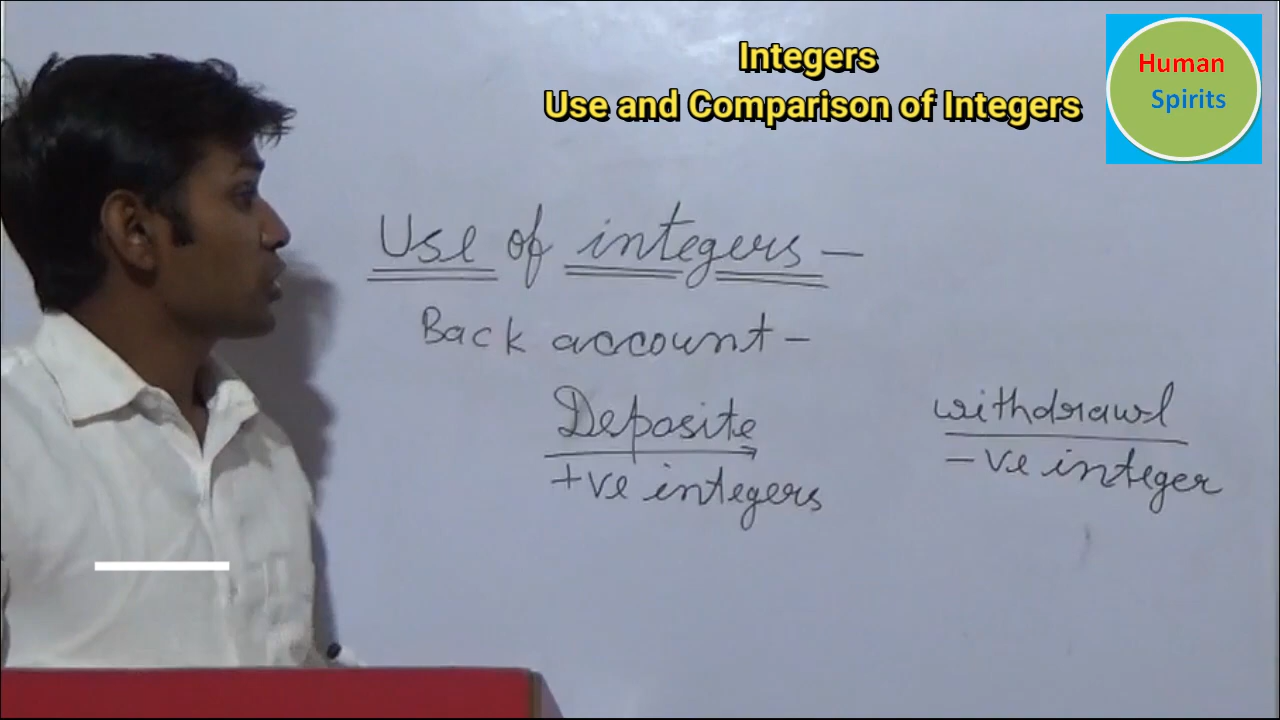 Integers
Use and Comparison of Integers
Human
Spirits
Use of integers –
Back account –
Deposite
+ve integers
withdrawl
–ve integer